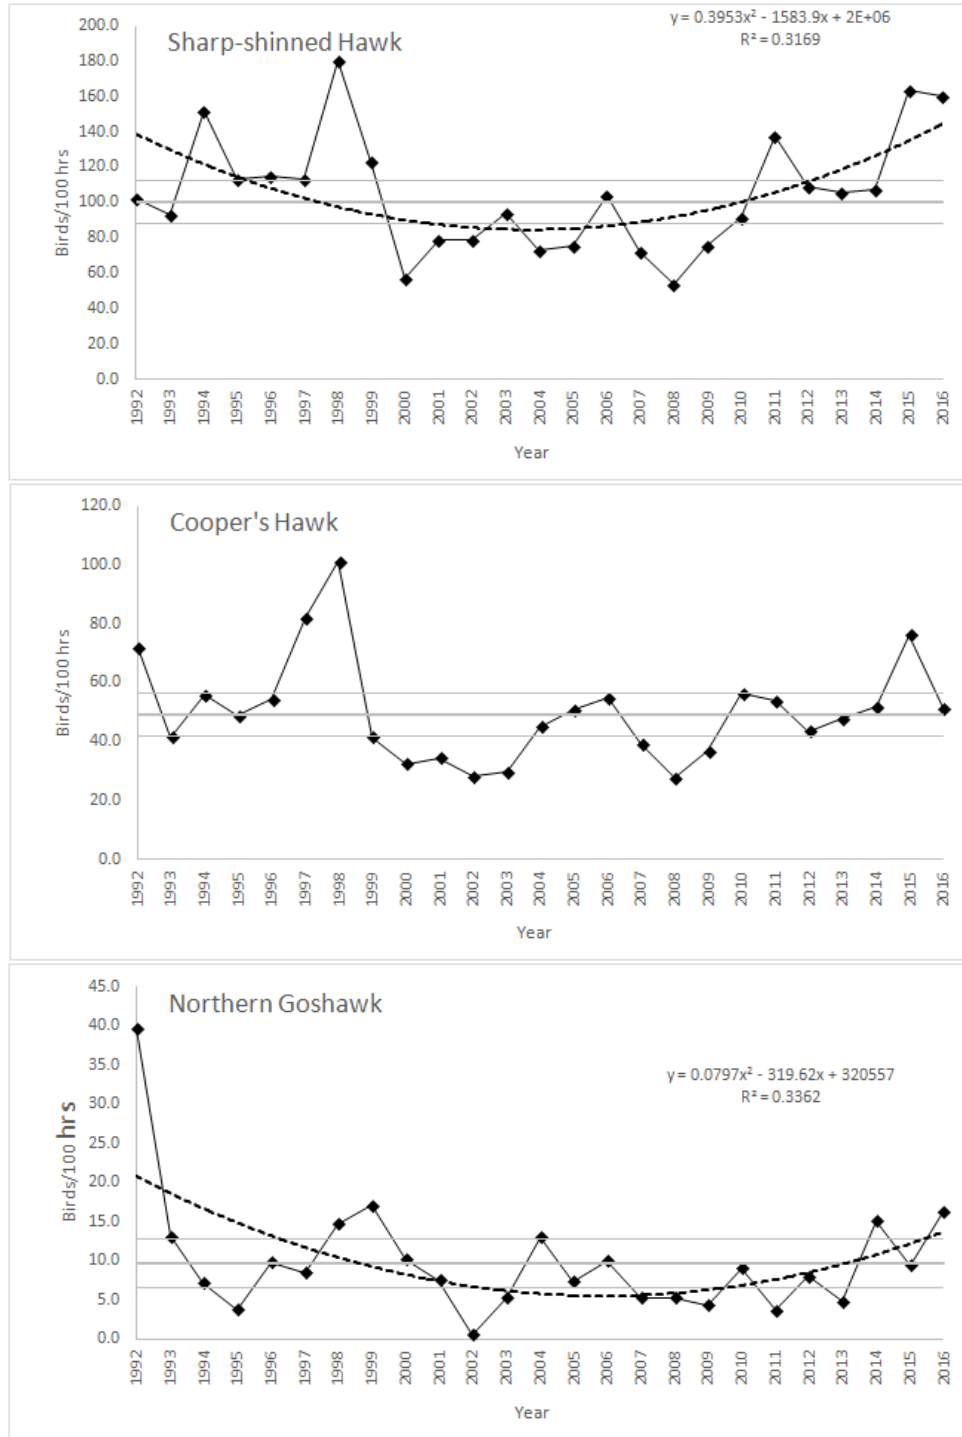 y = 0.3953x² - 1583.9x + 2E+06
R² = 0.3169
Sharp-shinned Hawk
200.0
180.0
160.0
140.0
120.0
100.0
80.0
60.0
40.0
20.0
0.0
Birds/100 hrs
1992 1993 1994 1995 1996 1997 1998 1999 2000 2001 2002 2003 2004 2005 2006 2007 2008 2009 2010 2011 2012 2013 2014 2015 2016
Year
Cooper's Hawk
120.0
100.0
80.0
60.0
40.0
20.0
0.0
Birds/100 hrs
1992 1993 1994 1995 1996 1997 1998 1999 2000 2001 2002 2003 2004 2005 2006 2007 2008 2009 2010 2011 2012 2013 2014 2015 2016
Year
Northern Goshawk
y = 0.0797x² - 319.62x + 320557
R² = 0.3362
45.0
40.0
35.0
30.0
25.0
20.0
15.0
10.0
5.0
0.0
Birds/100 hrs
1992 1993 1994 1995 1996 1997 1998 1999 2000 2001 2002 2003 2004 2005 2006 2007 2008 2009 2010 2011 2012 2013 2014 2015 2016
Year